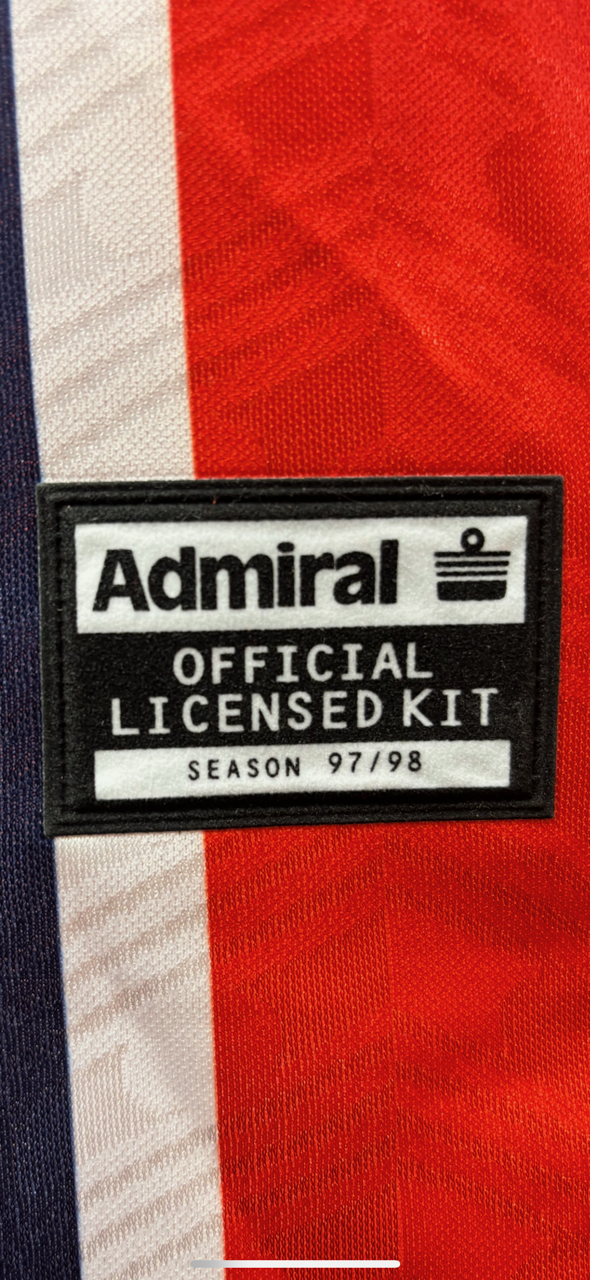 Admiral
OFFICIAL
LICENSED KIT
SEASON 97/98